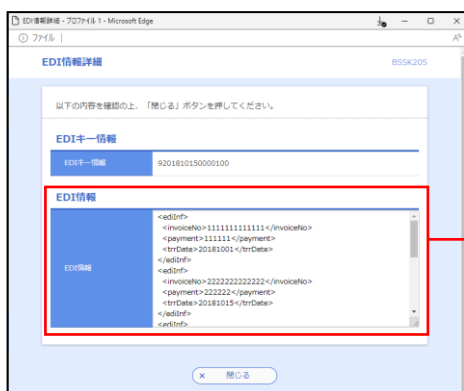 EDI情報詳細 - プロファイル 1 - Microsoft Edge
ファイル
EDI情報詳細
BSSK205
以下の内容を確認の上、「閉じる」ボタンを押してください。
EDIキー情報
EDIキー情報 9201810150000100
EDI情報
EDI情報
<ediInf>
<invoiceNo>1111111111111</invoiceNo>
<payment>111111</payment>
<trrDate>20181001</trrDate>
</ediInf>
<ediInf>
<invoiceNo>2222222222222</invoiceNo>
<payment>222222</payment>
<trrDate>20181015</trrDate>
</ediInf>
<ediInf>
× 閉じる